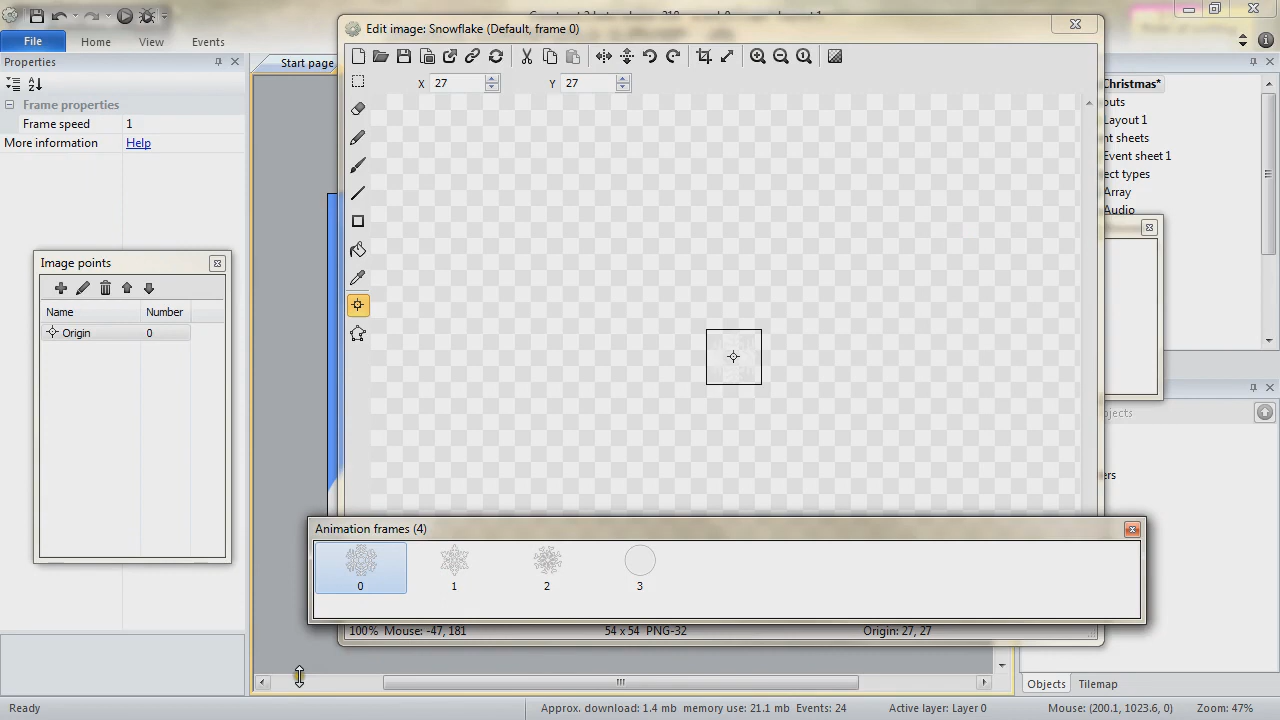 Edit image: Snowflake (Default, frame 0)
File
Home
View
Events
Properties
Start page
X 27
Y 27
Christmas*
Frame properties
Frame speed 1
More information Help
Layout 1
Event sheet 1
Array
Audio
Image points
Name Number
Origin 0
Animation frames (4)
0 1 2 3
100% Mouse: -47, 181 54 x 54 PNG-32 Origin: 27, 27
Objects Tilemap
Ready Approx. download: 1.4 mb memory use: 21.1 mb Events: 24 Active layer: Layer 0 Mouse: (200.1, 1023.6, 0) Zoom: 47%